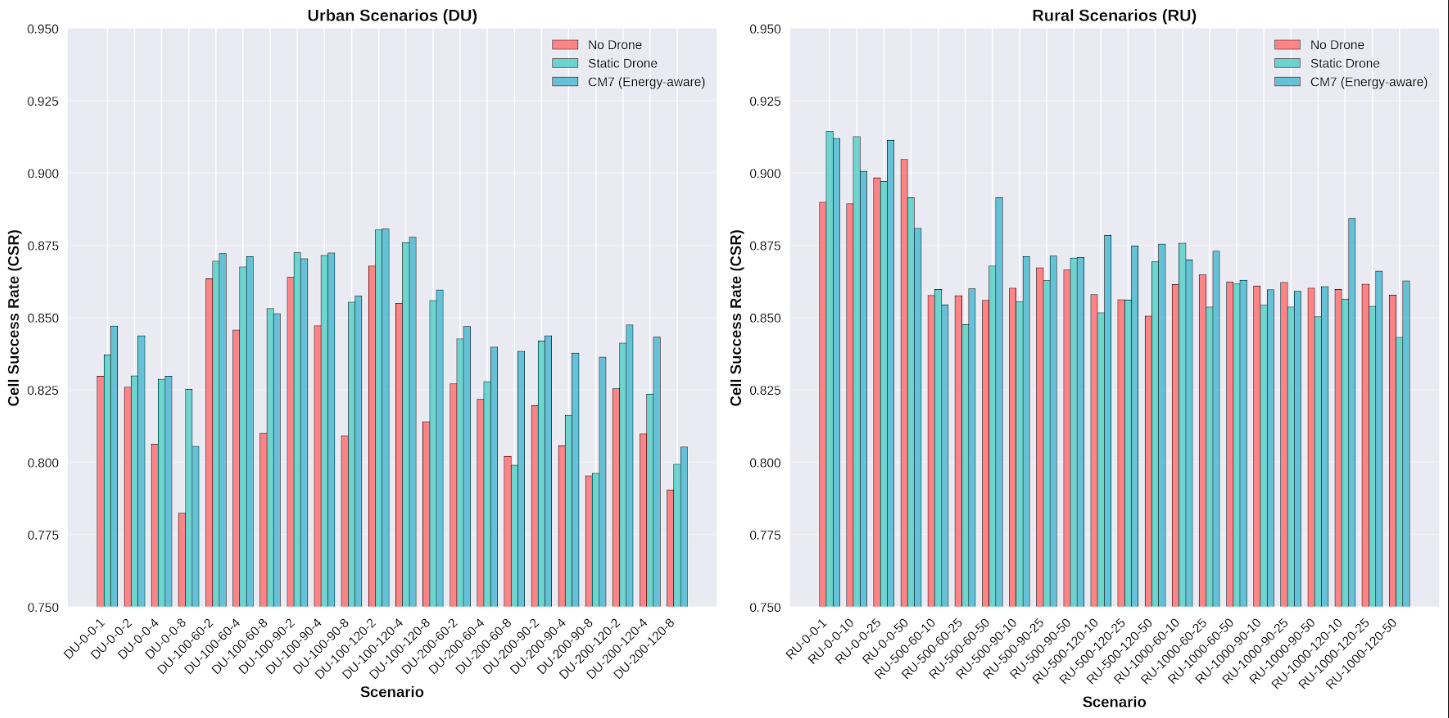 Urban Scenarios (DU)
0.950
0.925
0.900
0.875
0.850
0.825
0.800
0.775
0.750
Cell Success Rate (CSR)
No Drone
Static Drone
CM7 (Energy-aware)
DU-0-0-1
DU-0-0-2
DU-0-0-4
DU-0-0-8
DU-100-60-2
DU-100-60-4
DU-100-60-8
DU-100-90-2
DU-100-90-4
DU-100-90-8
DU-100-120-2
DU-100-120-4
DU-100-120-8
DU-200-60-2
DU-200-60-4
DU-200-60-8
DU-200-90-2
DU-200-90-4
DU-200-90-8
DU-200-120-2
DU-200-120-4
DU-200-120-8
Scenario
Rural Scenarios (RU)
0.950
0.925
0.900
0.875
0.850
0.825
0.800
0.775
0.750
Cell Success Rate (CSR)
No Drone
Static Drone
CM7 (Energy-aware)
RU-0-0-1
RU-0-0-10
RU-0-0-25
RU-0-0-50
RU-500-60-10
RU-500-60-25
RU-500-60-50
RU-500-90-10
RU-500-90-25
RU-500-90-50
RU-500-120-10
RU-500-120-25
RU-500-120-50
RU-1000-60-10
RU-1000-60-25
RU-1000-60-50
RU-1000-90-10
RU-1000-90-25
RU-1000-90-50
RU-1000-120-10
RU-1000-120-25
RU-1000-120-50
Scenario